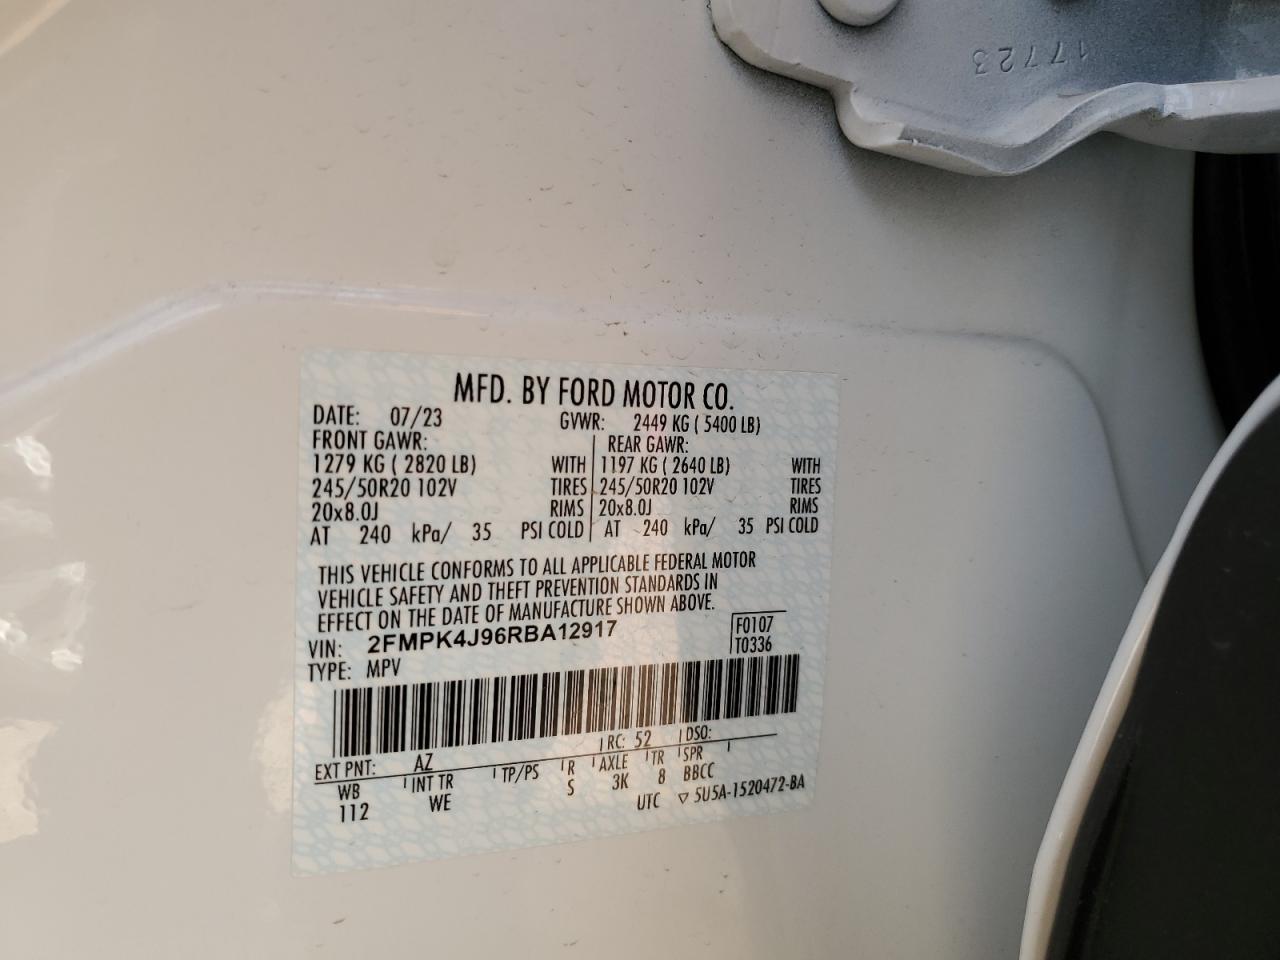 17723
MFD. BY FORD MOTOR CO.
DATE: 07/23 GVWR: 2449 KG ( 5400 LB)
FRONT GAWR: REAR GAWR:
1279 KG ( 2820 LB) WITH 1197 KG ( 2640 LB) WITH
245/50R20 102V TIRES 245/50R20 102V TIRES
20x8.0J RIMS 20x8.0J RIMS
AT 240 kPa/ 35 PSI COLD AT 240 kPa/ 35 PSI COLD
THIS VEHICLE CONFORMS TO ALL APPLICABLE FEDERAL MOTOR
VEHICLE SAFETY AND THEFT PREVENTION STANDARDS IN
EFFECT ON THE DATE OF MANUFACTURE SHOWN ABOVE.
VIN: 2FMPK4J96RBA12917 F0107
TYPE: MPV T0336
EXT PNT: AZ RC: 52 DSO:
WB INT TR TP/PS R AXLE TR SPR
112 WE S 3K 8 BBCC
UTC ▽ 5U5A-1520472-BA